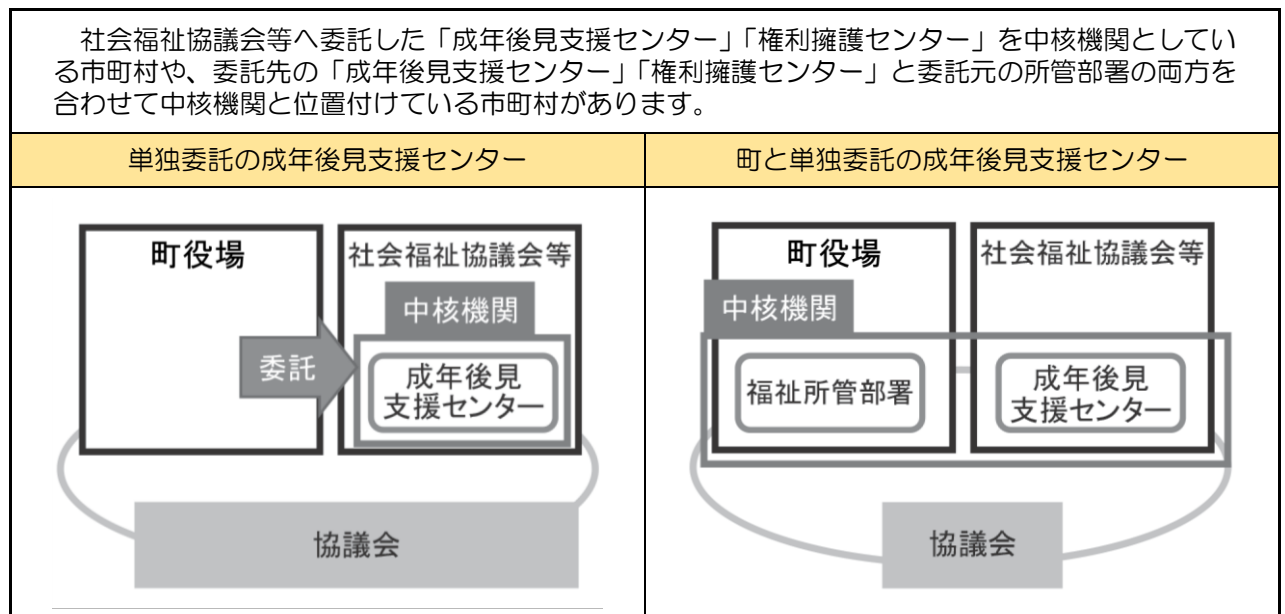 社会福祉協議会等へ委託した「成年後見支援センター」「権利擁護センター」を中核機関としてい
る市町村や、委託先の「成年後見支援センター」「権利擁護センター」と委託元の所管部署の両方を
合わせて中核機関と位置付けている市町村があります。
単独委託の成年後見支援センター
町と単独委託の成年後見支援センター
町役場
社会福祉協議会等
中核機関
委託
成年後見
支援センター
協議会
町役場
社会福祉協議会等
中核機関
福祉所管部署
成年後見
支援センター
協議会